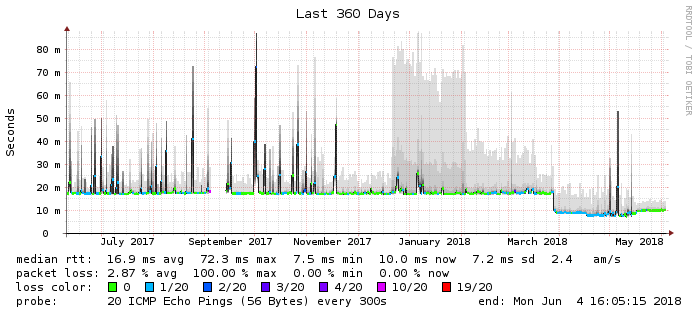 Last 360 Days
RRDTOOL / TOBI OETIKER
Seconds
80 m
70 m
60 m
50 m
40 m
30 m
20 m
10 m
0
July 2017 September 2017 November 2017 January 2018 March 2018 May 2018
median rtt: 16.9 ms avg 72.3 ms max 7.5 ms min 10.0 ms now 7.2 ms sd 2.4 am/s
packet loss: 2.87 % avg 100.00 % max 0.00 % min 0.00 % now
loss color: 0 1/20 2/20 3/20 4/20 10/20 19/20
probe: 20 ICMP Echo Pings (56 Bytes) every 300s end: Mon Jun 4 16:05:15 2018